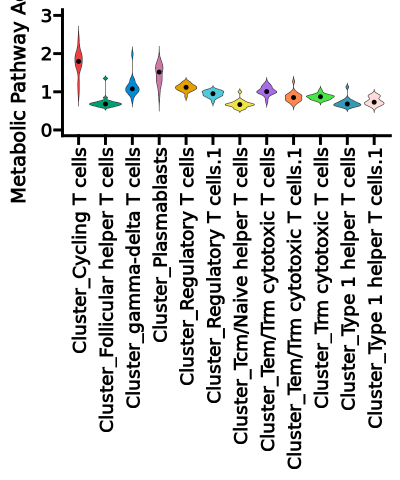 Metabolic Pathway
3
2
1
0
Cluster_Cycling T cells
Cluster_Follicular helper T cells
Cluster_gamma-delta T cells
Cluster_Plasmablasts
Cluster_Regulatory T cells
Cluster_Regulatory T cells.1
Cluster_Tcm/Naive helper T cells
Cluster_Tem/Trm cytotoxic T cells
Cluster_Tem/Trm cytotoxic T cells.1
Cluster_Trm cytotoxic T cells
Cluster_Type 1 helper T cells
Cluster_Type 1 helper T cells.1